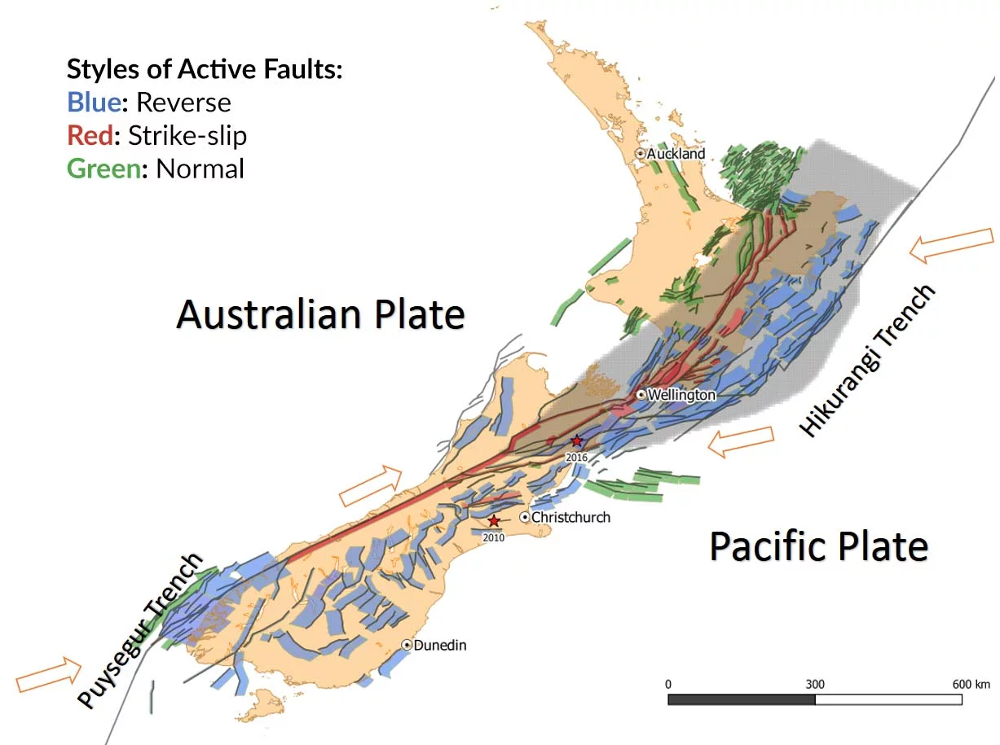 Styles of Active Faults:
Blue: Reverse
Red: Strike-slip
Green: Normal
Auckland
Australian Plate
Hikurangi Trench
Wellington
2016
Christchurch
2010
Pacific Plate
Puysegur Trench
Dunedin
0 300 600 km